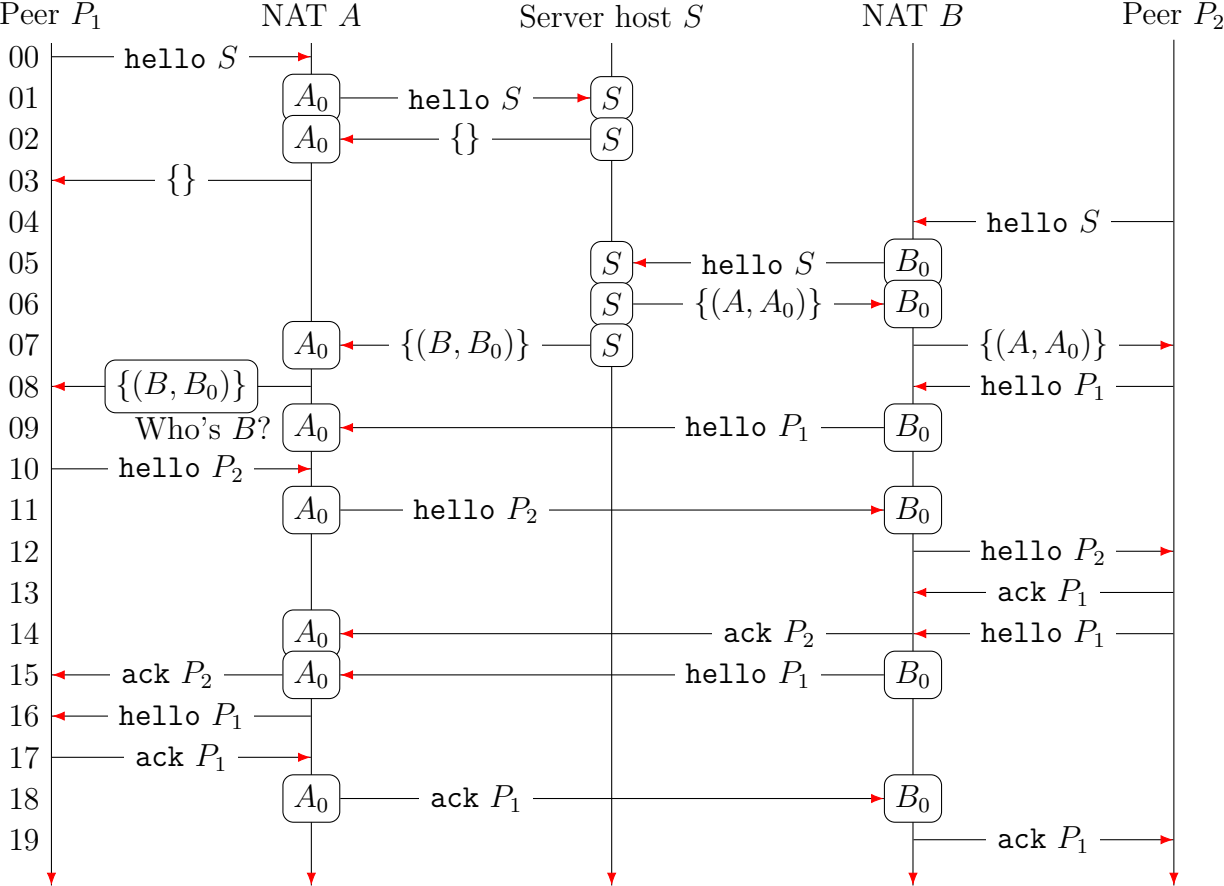 Peer P₁ NAT A Server host S NAT B Peer P₂
00 hello S
01 A₀ hello S S
02 A₀ {} S
03 {}
04 hello S
05 S hello S B₀
06 S {(A, A₀)} B₀
07 A₀ {(B, B₀)} S {(A, A₀)}
08 {(B, B₀)} hello P₁
09 Who's B? A₀ hello P₁ B₀
10 hello P₂
11 A₀ hello P₂ B₀
12 hello P₂
13 ack P₁
14 A₀ ack P₂ hello P₁
15 ack P₂ A₀ hello P₁ B₀
16 hello P₁
17 ack P₁
18 A₀ ack P₁ B₀
19 ack P₁